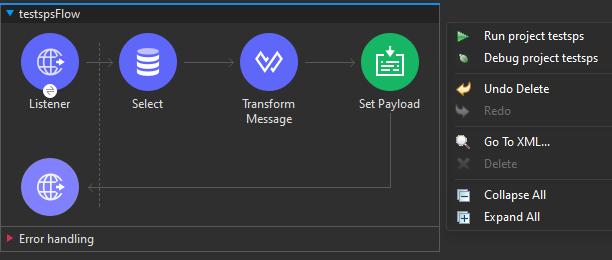 testspsFlow
Listener
Select
Transform
Message
Set Payload
Error handling
Run project testsps
Debug project testsps
Undo Delete
Redo
Go To XML...
Delete
Collapse All
Expand All